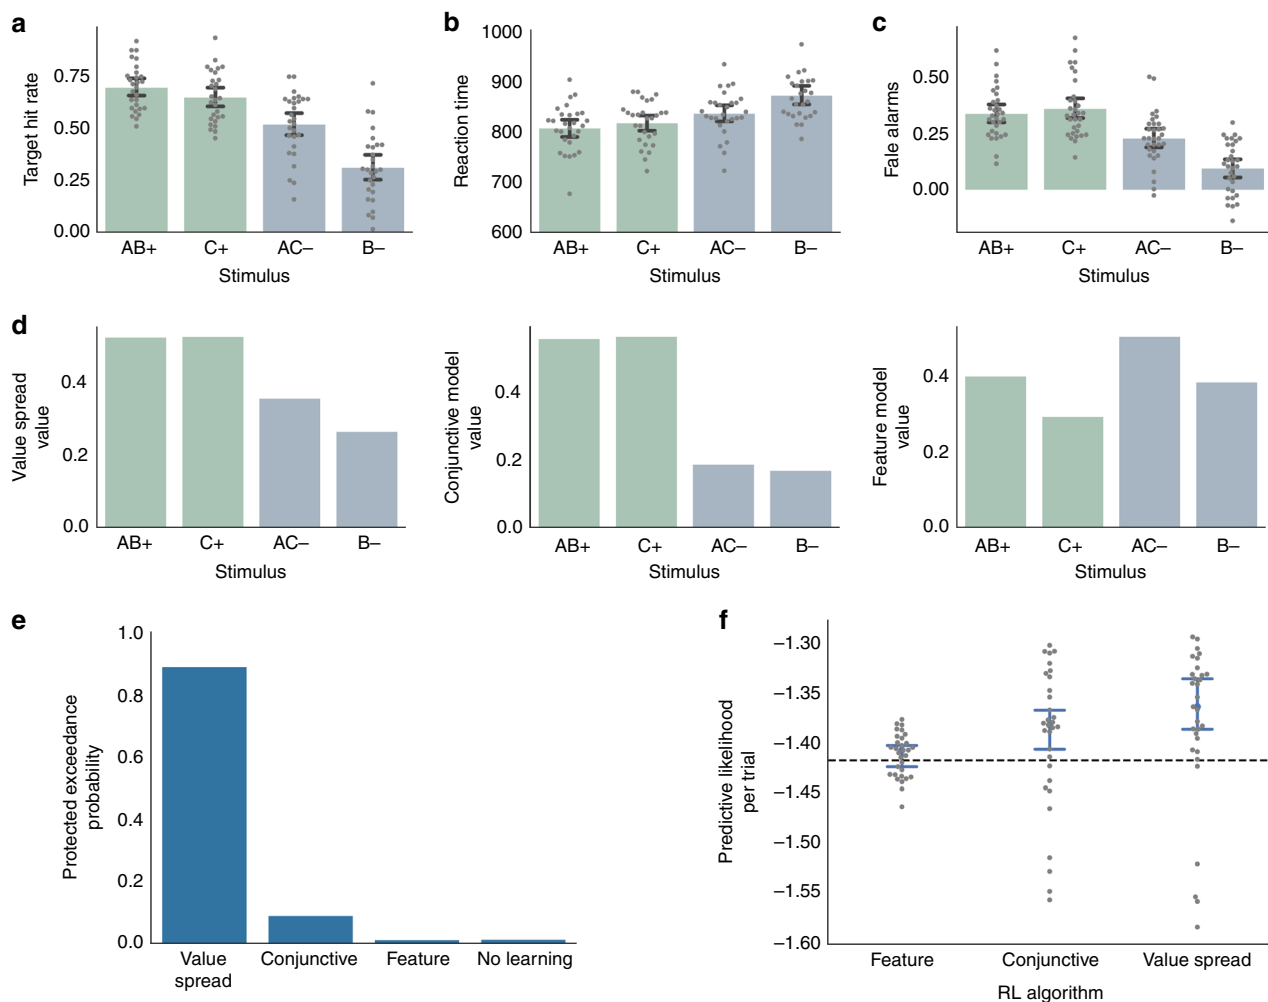 a
Target hit rate
0.75
0.50
0.25
0.00
AB+ C+ AC– B–
Stimulus
b
Reaction time
1000
900
800
700
600
AB+ C+ AC– B–
Stimulus
c
Fale alarms
0.50
0.25
0.00
AB+ C+ AC– B–
Stimulus
d
Value spread
value
0.4
0.2
0.0
AB+ C+ AC– B–
Stimulus
Conjunctive model
value
0.4
0.2
0.0
AB+ C+ AC– B–
Stimulus
Feature model
value
0.4
0.2
0.0
AB+ C+ AC– B–
Stimulus
e
Protected exceedance
probability
1.0
0.8
0.6
0.4
0.2
0.0
Value Conjunctive Feature No learning
spread
f
Predictive likelihood
per trial
–1.30
–1.35
–1.40
–1.45
–1.50
–1.55
–1.60
Feature Conjunctive Value spread
RL algorithm